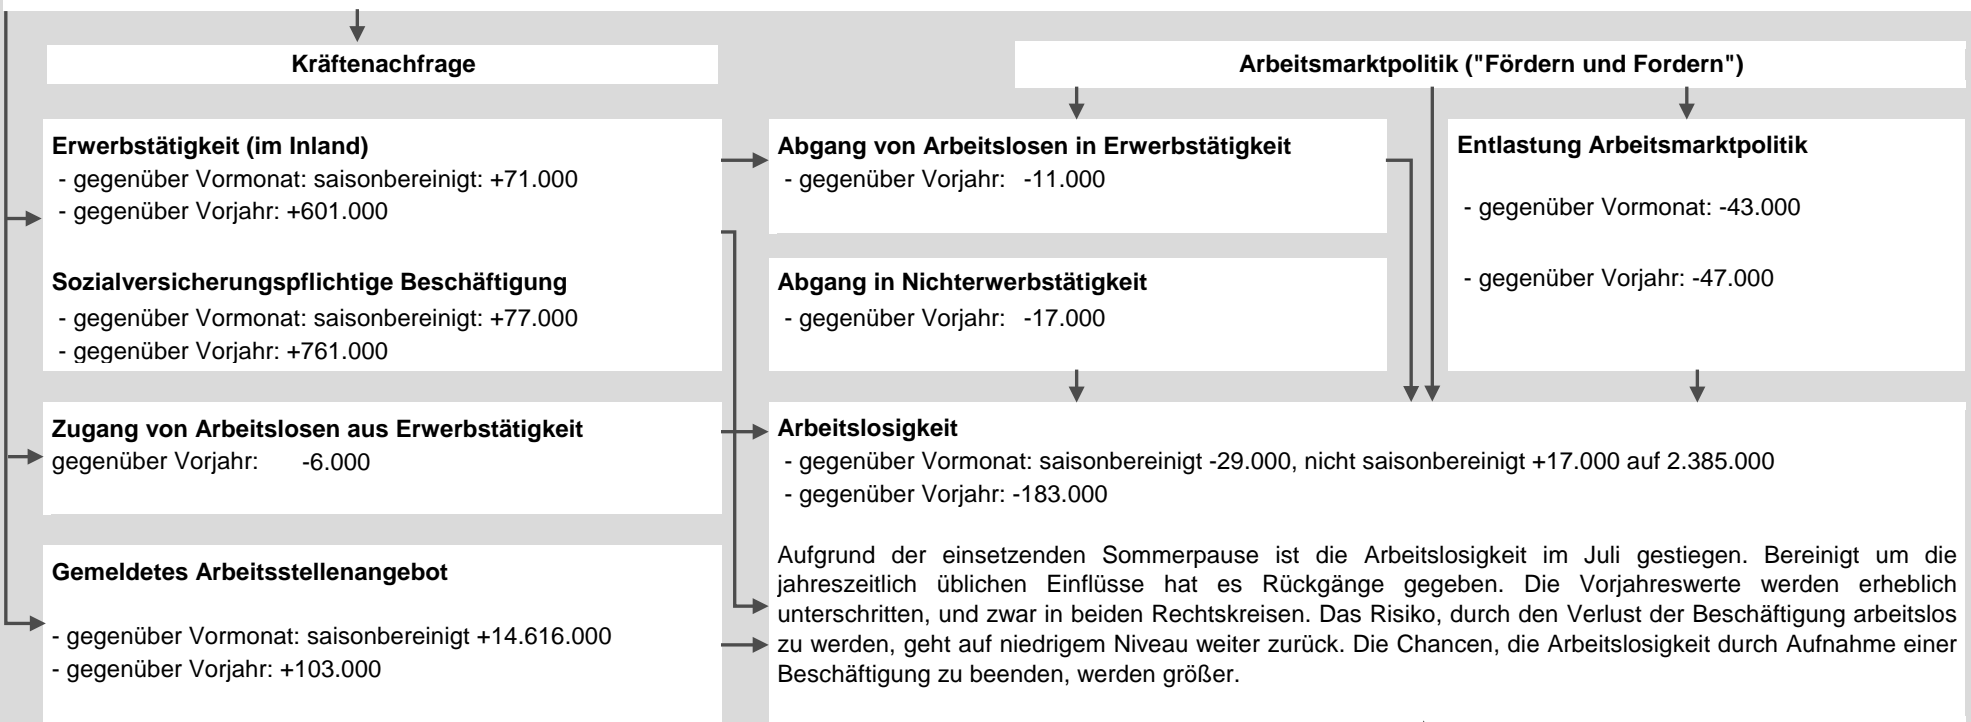 Kräftenachfrage
Arbeitsmarktpolitik ("Fördern und Fordern")
Erwerbstätigkeit (im Inland)
- gegenüber Vormonat: saisonbereinigt: +71.000
- gegenüber Vorjahr: +601.000
Sozialversicherungspflichtige Beschäftigung
- gegenüber Vormonat: saisonbereinigt: +77.000
- gegenüber Vorjahr: +761.000
Abgang von Arbeitslosen in Erwerbstätigkeit
- gegenüber Vorjahr: -11.000
Abgang in Nichterwerbstätigkeit
- gegenüber Vorjahr: -17.000
Entlastung Arbeitsmarktpolitik
- gegenüber Vormonat: -43.000
- gegenüber Vorjahr: -47.000
Zugang von Arbeitslosen aus Erwerbstätigkeit
gegenüber Vorjahr: -6.000
Gemeldetes Arbeitsstellenangebot
- gegenüber Vormonat: saisonbereinigt +14.616.000
- gegenüber Vorjahr: +103.000
Arbeitslosigkeit
- gegenüber Vormonat: saisonbereinigt -29.000, nicht saisonbereinigt +17.000 auf 2.385.000
- gegenüber Vorjahr: -183.000
Aufgrund der einsetzenden Sommerpause ist die Arbeitslosigkeit im Juli gestiegen. Bereinigt um die
jahreszeitlich üblichen Einflüsse hat es Rückgänge gegeben. Die Vorjahreswerte werden erheblich
unterschritten, und zwar in beiden Rechtskreisen. Das Risiko, durch den Verlust der Beschäftigung arbeitslos
zu werden, geht auf niedrigem Niveau weiter zurück. Die Chancen, die Arbeitslosigkeit durch Aufnahme einer
Beschäftigung zu beenden, werden größer.